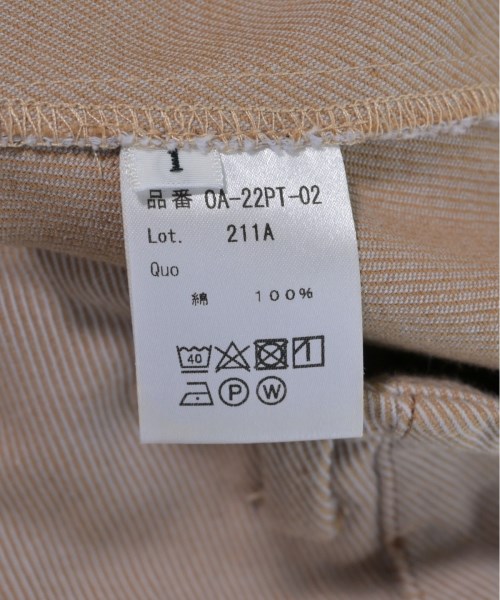 1
品番 OA-22PT-02
Lot. 211A
Quo
綿 100%
40
P W